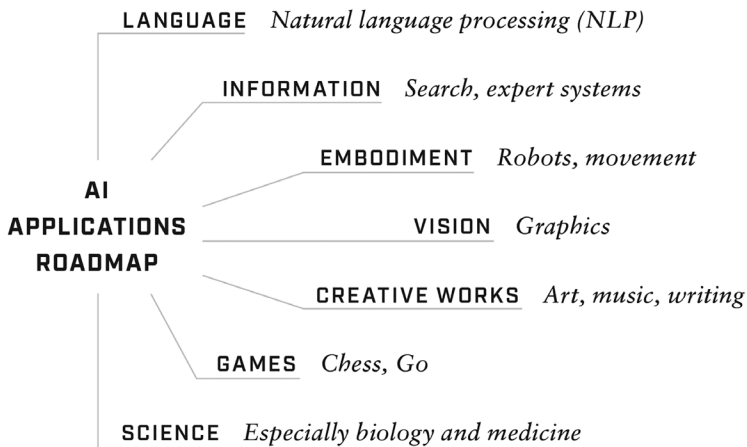 LANGUAGE Natural language processing (NLP)
INFORMATION Search, expert systems
EMBODIMENT Robots, movement
AI
APPLICATIONS
ROADMAP
VISION Graphics
CREATIVE WORKS Art, music, writing
GAMES Chess, Go
SCIENCE Especially biology and medicine